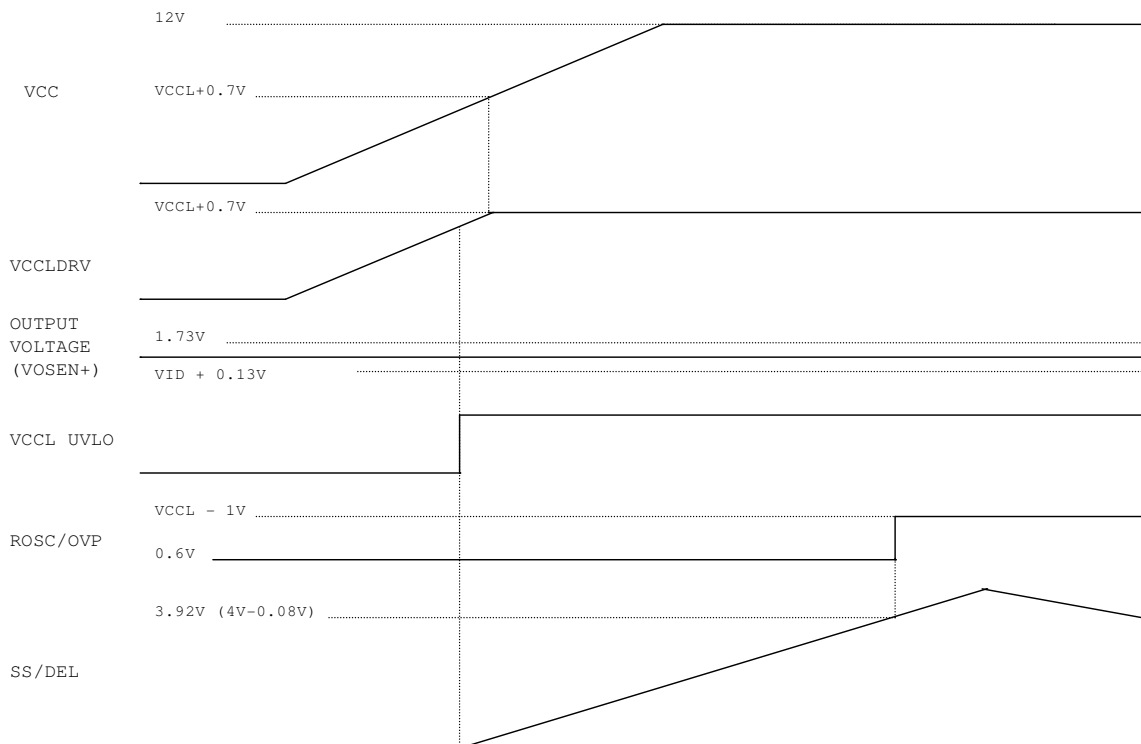 12V
VCC
VCCL+0.7V
VCCL+0.7V
VCCLDRV
OUTPUT
VOLTAGE
(VOSEN+)
1.73V
VID + 0.13V
VCCL UVLO
VCCL - 1V
ROSC/OVP
0.6V
3.92V (4V-0.08V)
SS/DEL